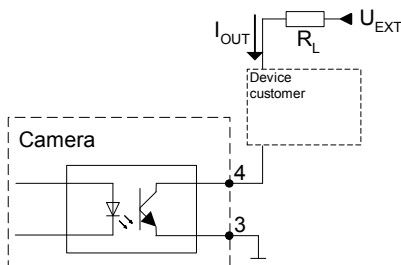 I_OUT
R_L
U_EXT
Device
customer
Camera
4
3